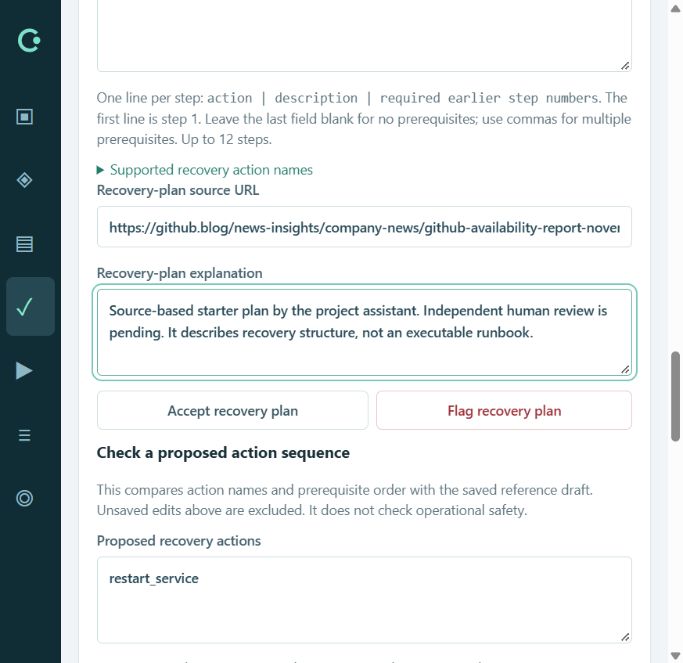 One line per step: action | description | required earlier step numbers. The
first line is step 1. Leave the last field blank for no prerequisites; use commas for multiple
prerequisites. Up to 12 steps.
Supported recovery action names
Recovery-plan source URL
https://github.blog/news-insights/company-news/github-availability-report-nove
Recovery-plan explanation
Source-based starter plan by the project assistant. Independent human review is
pending. It describes recovery structure, not an executable runbook.
Accept recovery plan
Flag recovery plan
Check a proposed action sequence
This compares action names and prerequisite order with the saved reference draft.
Unsaved edits above are excluded. It does not check operational safety.
Proposed recovery actions
restart_service